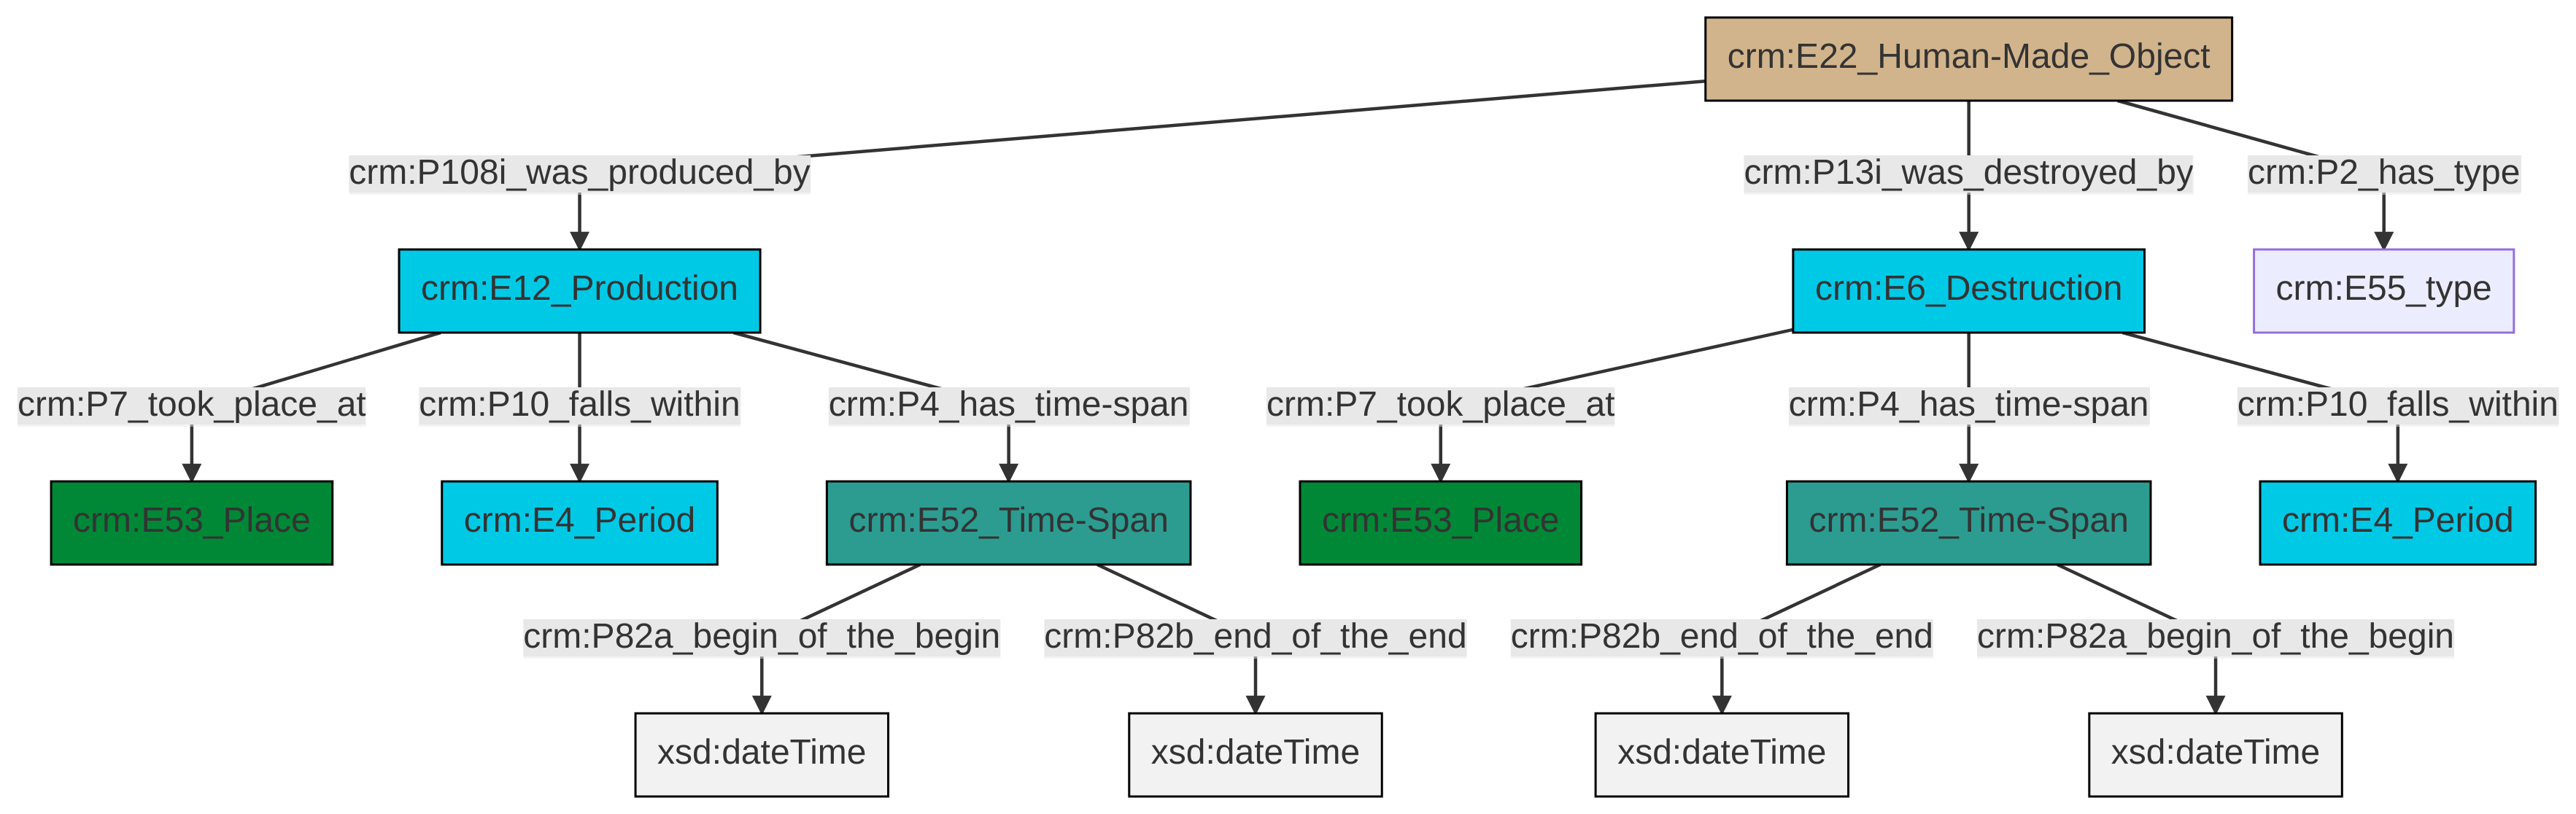 crm:E22_Human-Made_Object
crm:P108i_was_produced_by
crm:P13i_was_destroyed_by
crm:P2_has_type
crm:E12_Production
crm:E6_Destruction
crm:E55_type
crm:P7_took_place_at
crm:P10_falls_within
crm:P4_has_time-span
crm:P7_took_place_at
crm:P4_has_time-span
crm:P10_falls_within
crm:E53_Place
crm:E4_Period
crm:E52_Time-Span
crm:E53_Place
crm:E52_Time-Span
crm:E4_Period
crm:P82a_begin_of_the_begin
crm:P82b_end_of_the_end
crm:P82b_end_of_the_end
crm:P82a_begin_of_the_begin
xsd:dateTime
xsd:dateTime
xsd:dateTime
xsd:dateTime